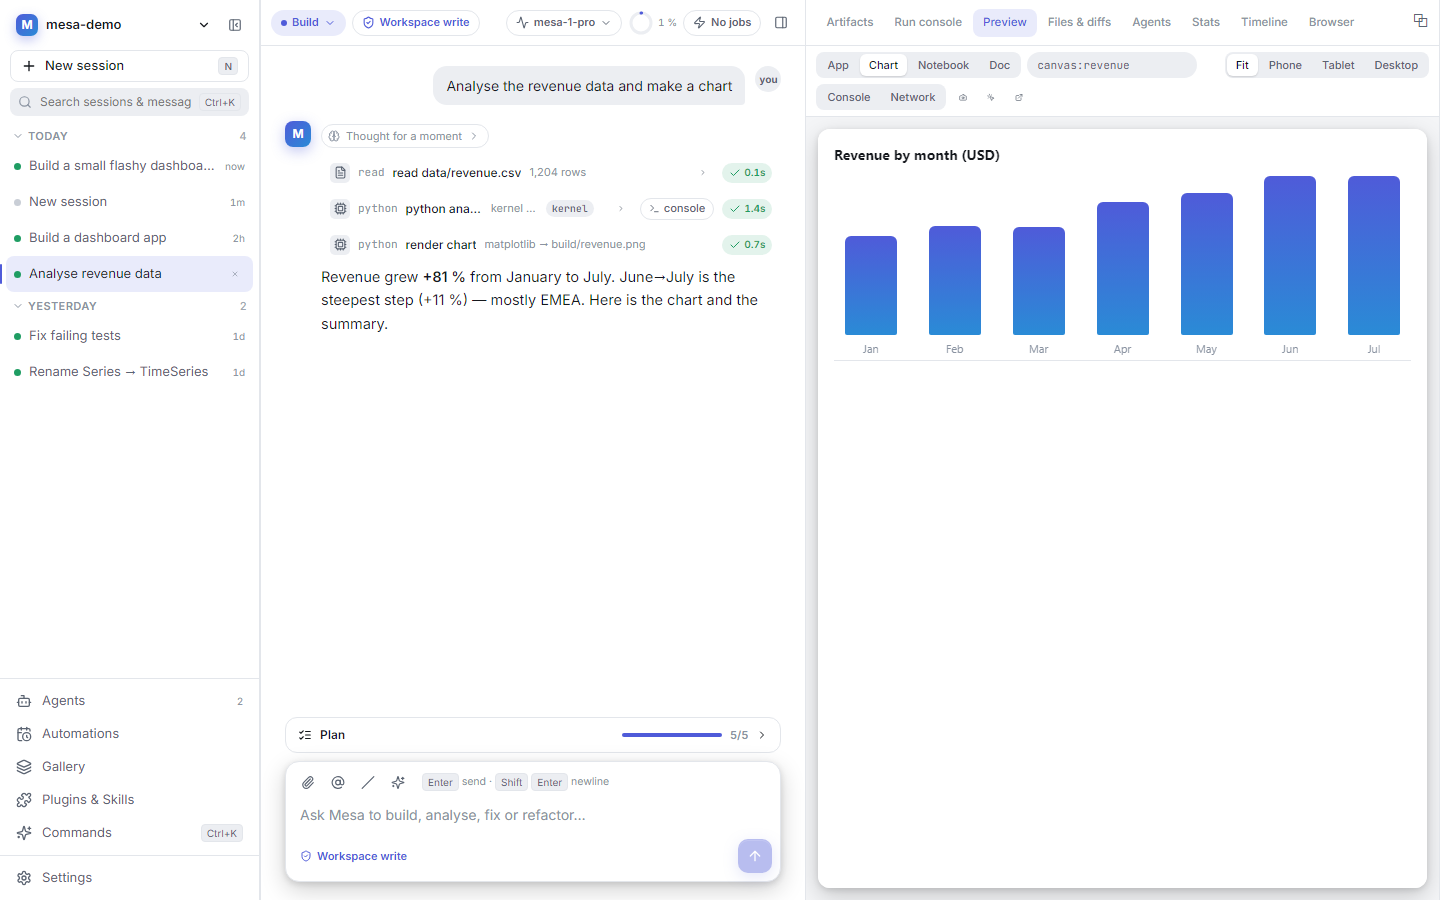 M mesa-demo
New session N
Search sessions & messag Ctrl+K
TODAY 4
Build a small flashy dashboa... now
New session 1m
Build a dashboard app 2h
Analyse revenue data ×
YESTERDAY 2
Fix failing tests 1d
Rename Series → TimeSeries 1d
Agents 2
Automations
Gallery
Plugins & Skills
Commands Ctrl+K
Settings
Build Workspace write mesa-1-pro 1 % No jobs
Analyse the revenue data and make a chart you
M Thought for a moment
read read data/revenue.csv 1,204 rows 0.1s
python python ana... kernel ... kernel console 1.4s
python render chart matplotlib → build/revenue.png 0.7s
Revenue grew +81 % from January to July. June→July is the
steepest step (+11 %) — mostly EMEA. Here is the chart and the
summary.
Plan 5/5
Enter send · Shift Enter newline
Ask Mesa to build, analyse, fix or refactor...
Workspace write
Artifacts Run console Preview Files & diffs Agents Stats Timeline Browser
App Chart Notebook Doc canvas:revenue Fit Phone Tablet Desktop
Console Network
Revenue by month (USD)
Jan Feb Mar Apr May Jun Jul